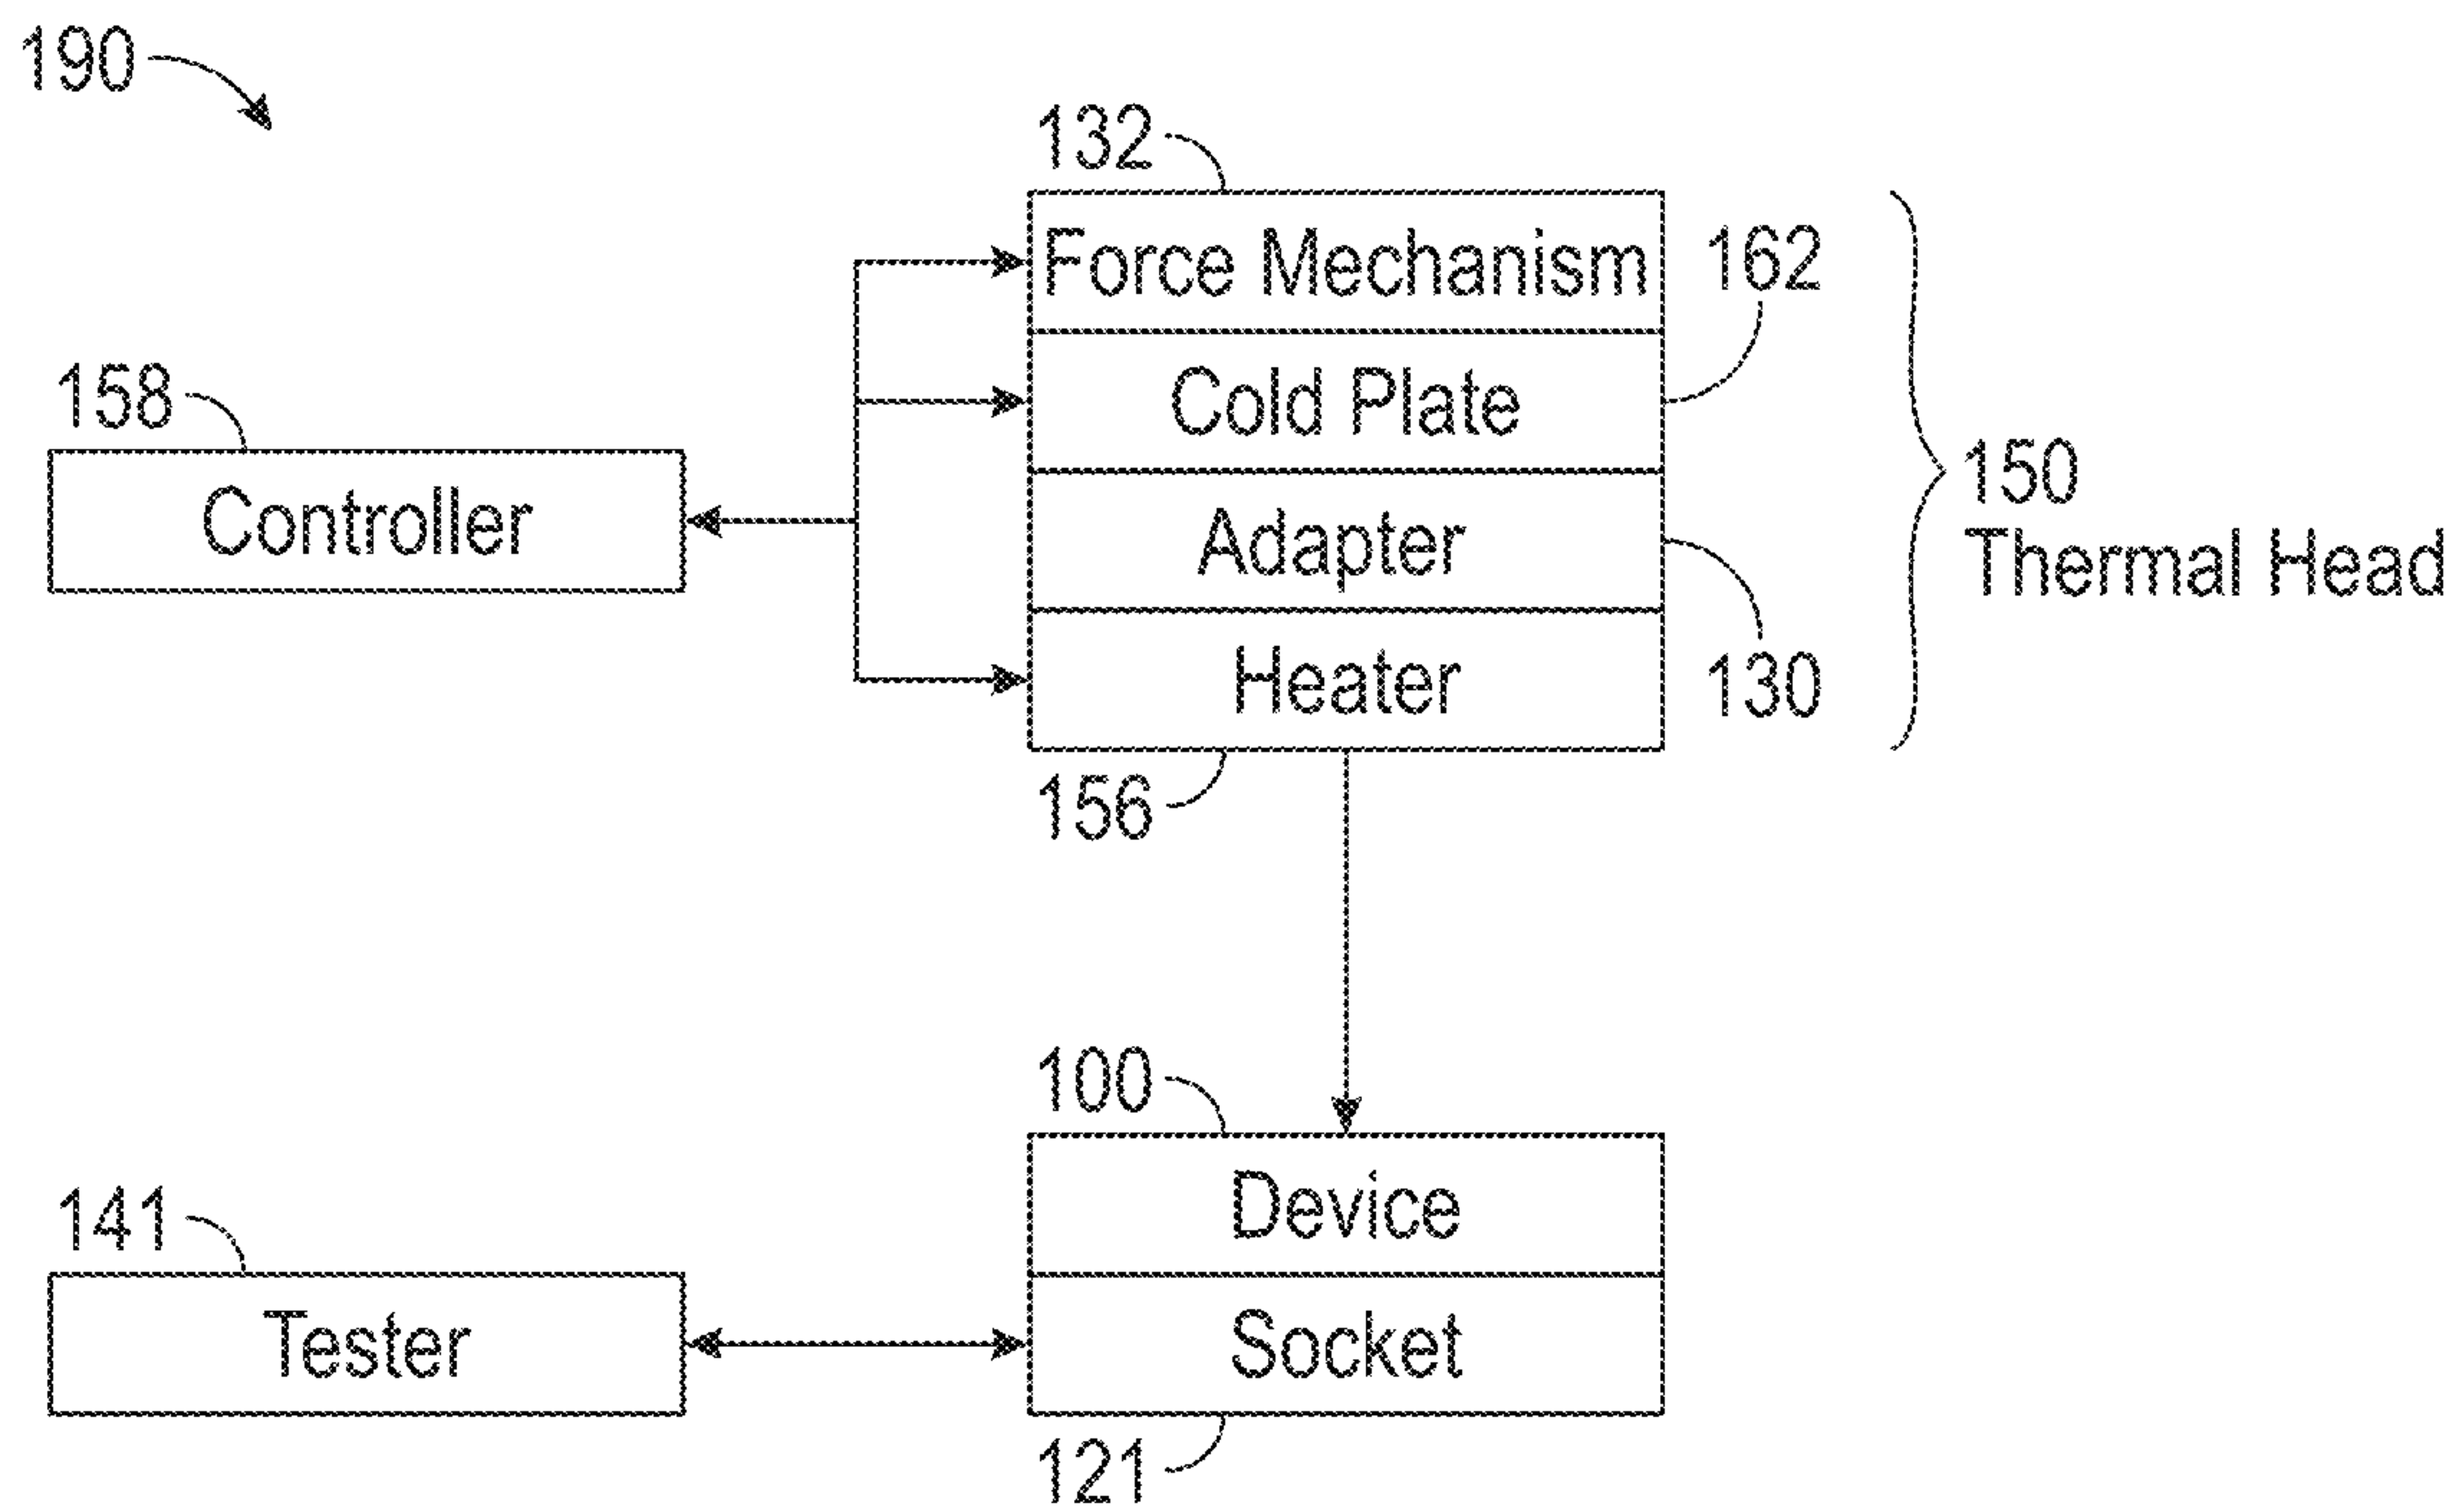 190
132
Force Mechanism
162
Cold Plate
158
Controller
150
Thermal Head
Adapter
130
Heater
156
100
Device
141
Tester
Socket
121